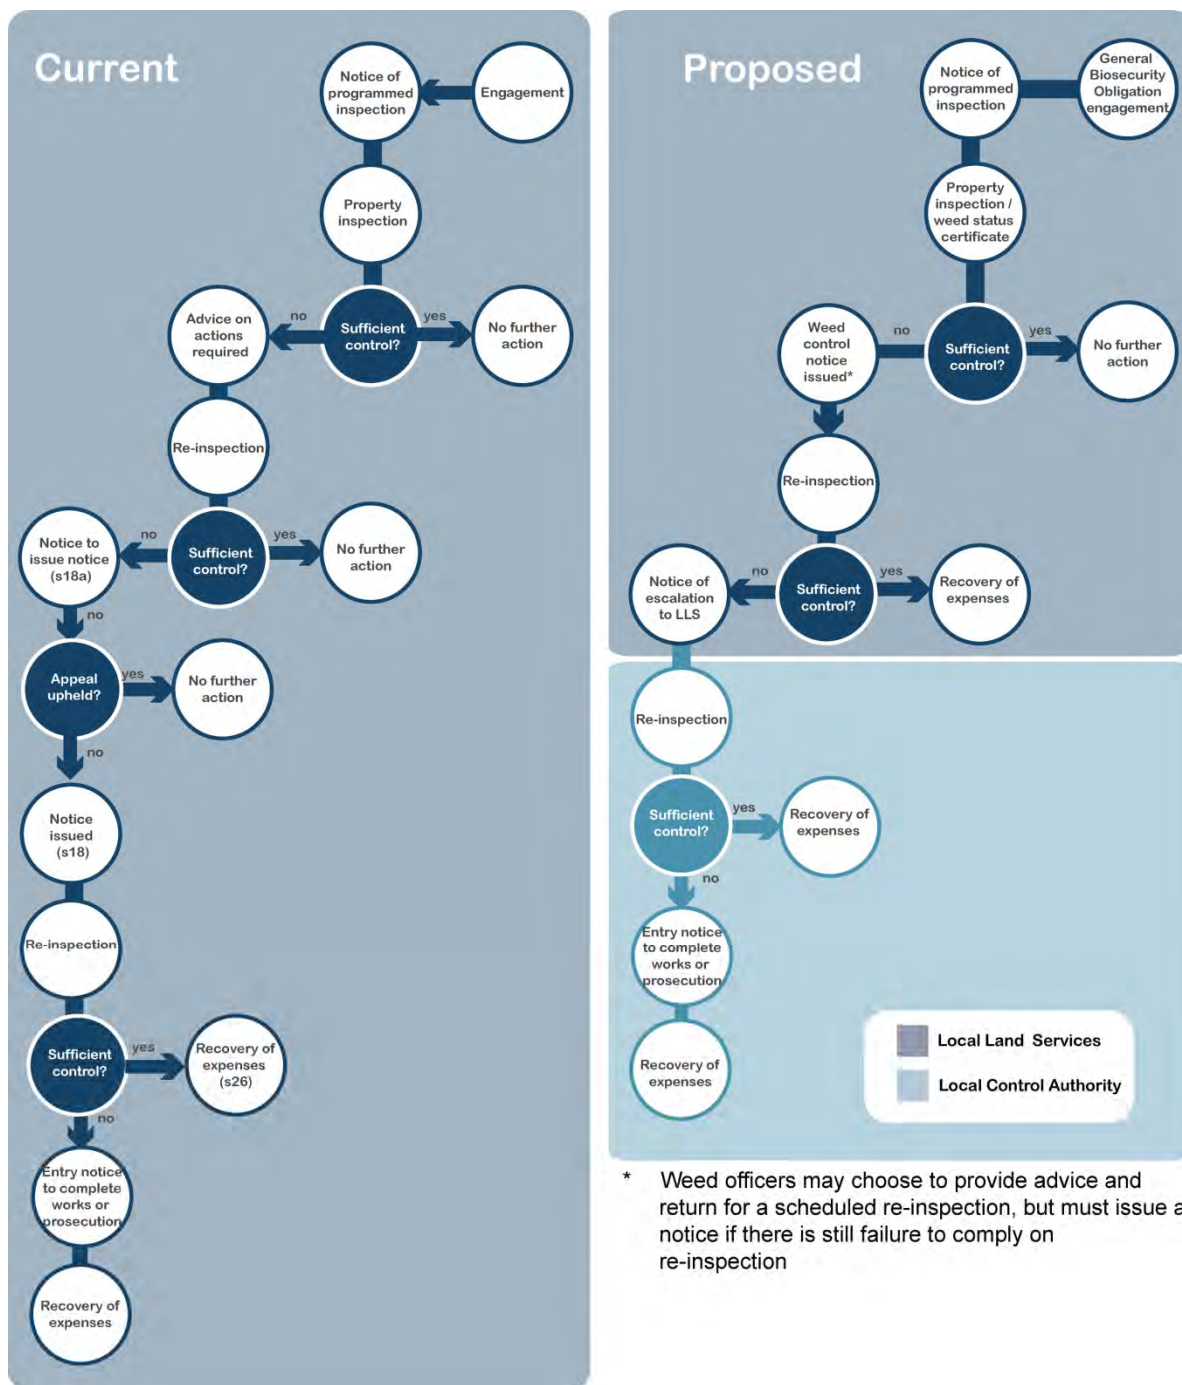 Current
Notice of
programmed
inspection
Engagement
Property
inspection
Sufficient
control?
no
yes
Advice on
actions
required
No further
action
Re-inspection
Sufficient
control?
no
yes
Notice to
issue notice
(s18a)
No further
action
no
Appeal
upheld?
yes
No further
action
no
Notice
issued
(s18)
Re-inspection
Sufficient
control?
yes
Recovery of
expenses
(s26)
no
Entry notice
to complete
works or
prosecution
Recovery of
expenses
Proposed
Notice of
programmed
inspection
General
Biosecurity
Obligation
engagement
Property
inspection /
weed status
certificate
Sufficient
control?
no
yes
Weed
control
notice
issued*
No further
action
Re-inspection
Sufficient
control?
no
yes
Notice of
escalation
to LLS
Recovery of
expenses
Re-inspection
Sufficient
control?
yes
Recovery of
expenses
no
Entry notice
to complete
works or
prosecution
Recovery of
expenses
Local Land Services
Local Control Authority
* Weed officers may choose to provide advice and
return for a scheduled re-inspection, but must issue a
notice if there is still failure to comply on
re-inspection